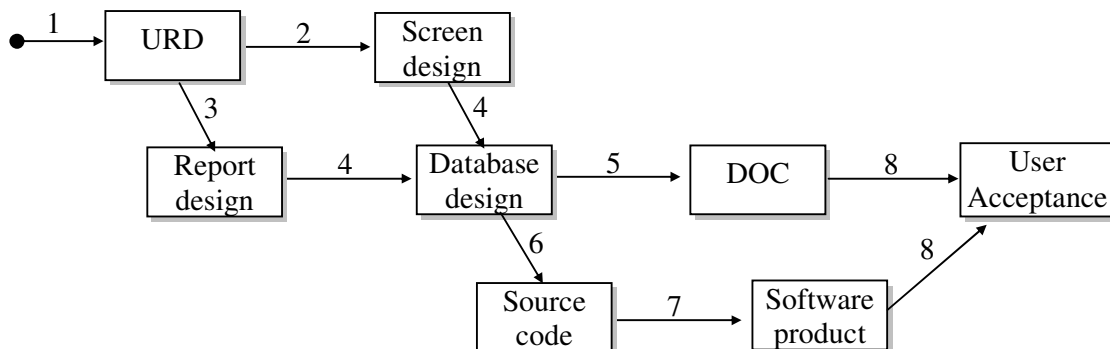 1
URD
2
Screen
design
3
4
Report
design
4
Database
design
5
DOC
8
User
Acceptance
6
8
Source
code
7
Software
product